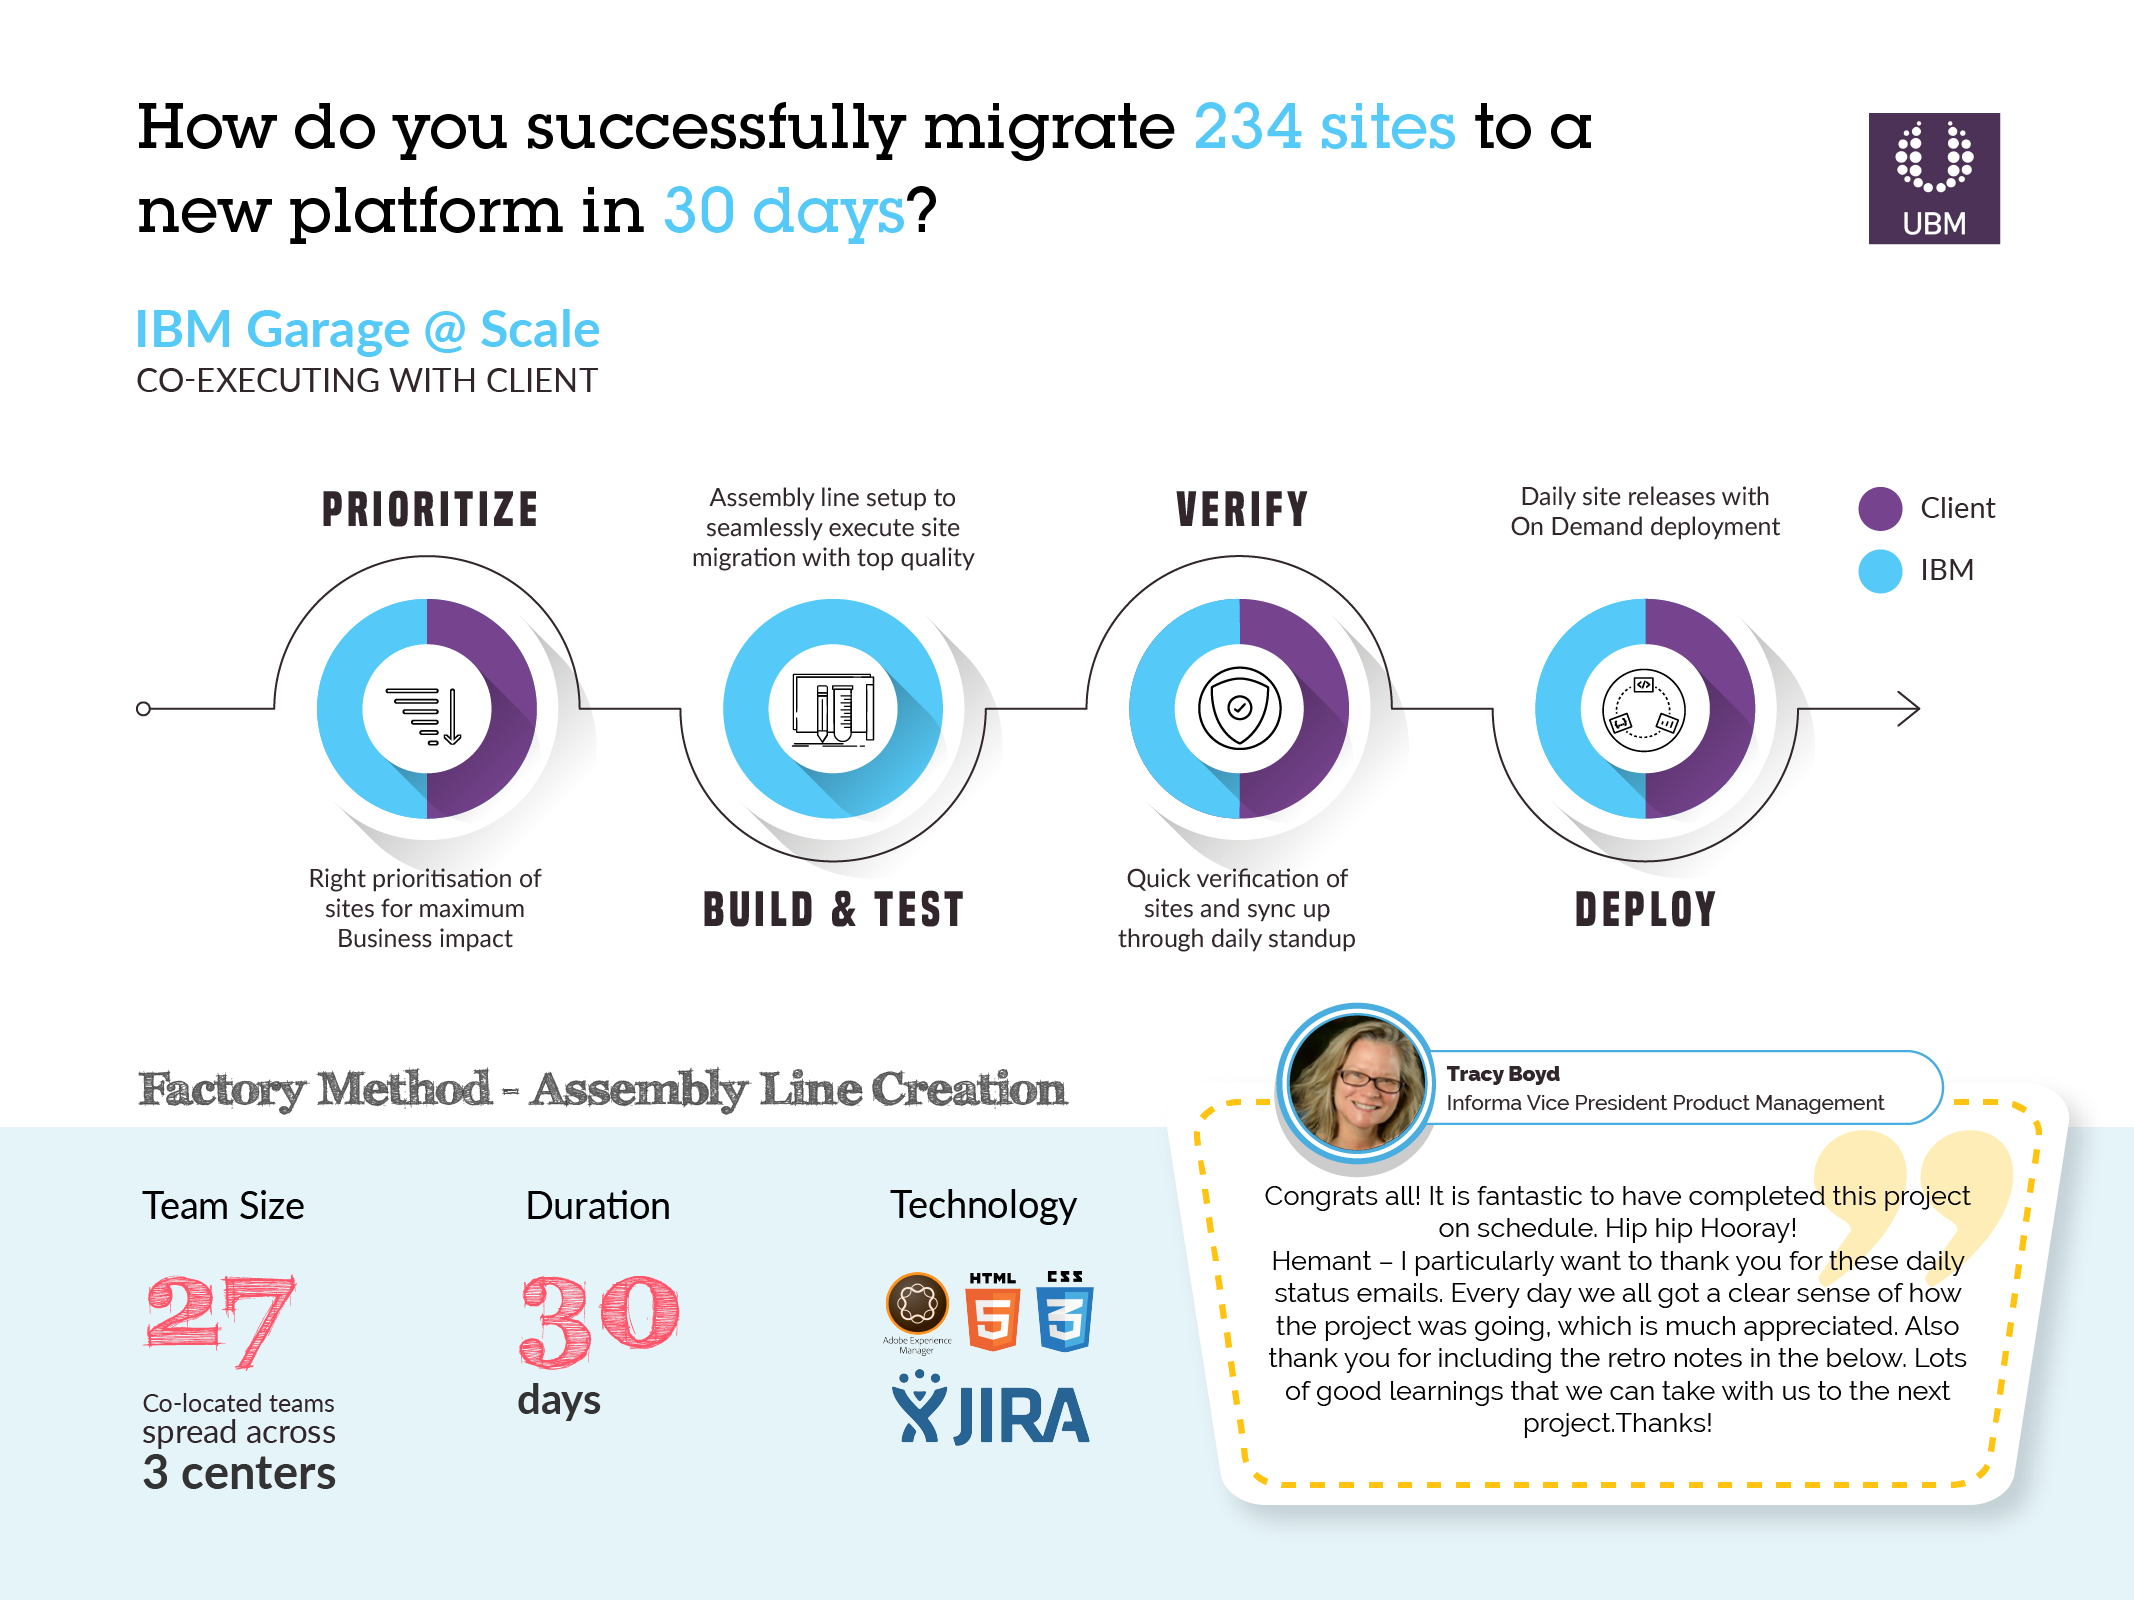 How do you successfully migrate 234 sites to a
new platform in 30 days?
UBM
IBM Garage @ Scale
CO-EXECUTING WITH CLIENT
PRIORITIZE
Right prioritisation of
sites for maximum
Business impact
Assembly line setup to
seamlessly execute site
migration with top quality
BUILD & TEST
VERIFY
Quick verification of
sites and sync up
through daily standup
Daily site releases with
On Demand deployment
DEPLOY
Client
IBM
Factory Method - Assembly Line Creation
Team Size
27
Co-located teams
spread across
3 centers
Duration
30
days
Technology
Adobe Experience
Manager
HTML
5
CSS
3
JIRA
Tracy Boyd
Informa Vice President Product Management
Congrats all! It is fantastic to have completed this project
on schedule. Hip hip Hooray!
Hemant – I particularly want to thank you for these daily
status emails. Every day we all got a clear sense of how
the project was going, which is much appreciated. Also
thank you for including the retro notes in the below. Lots
of good learnings that we can take with us to the next
project.Thanks!